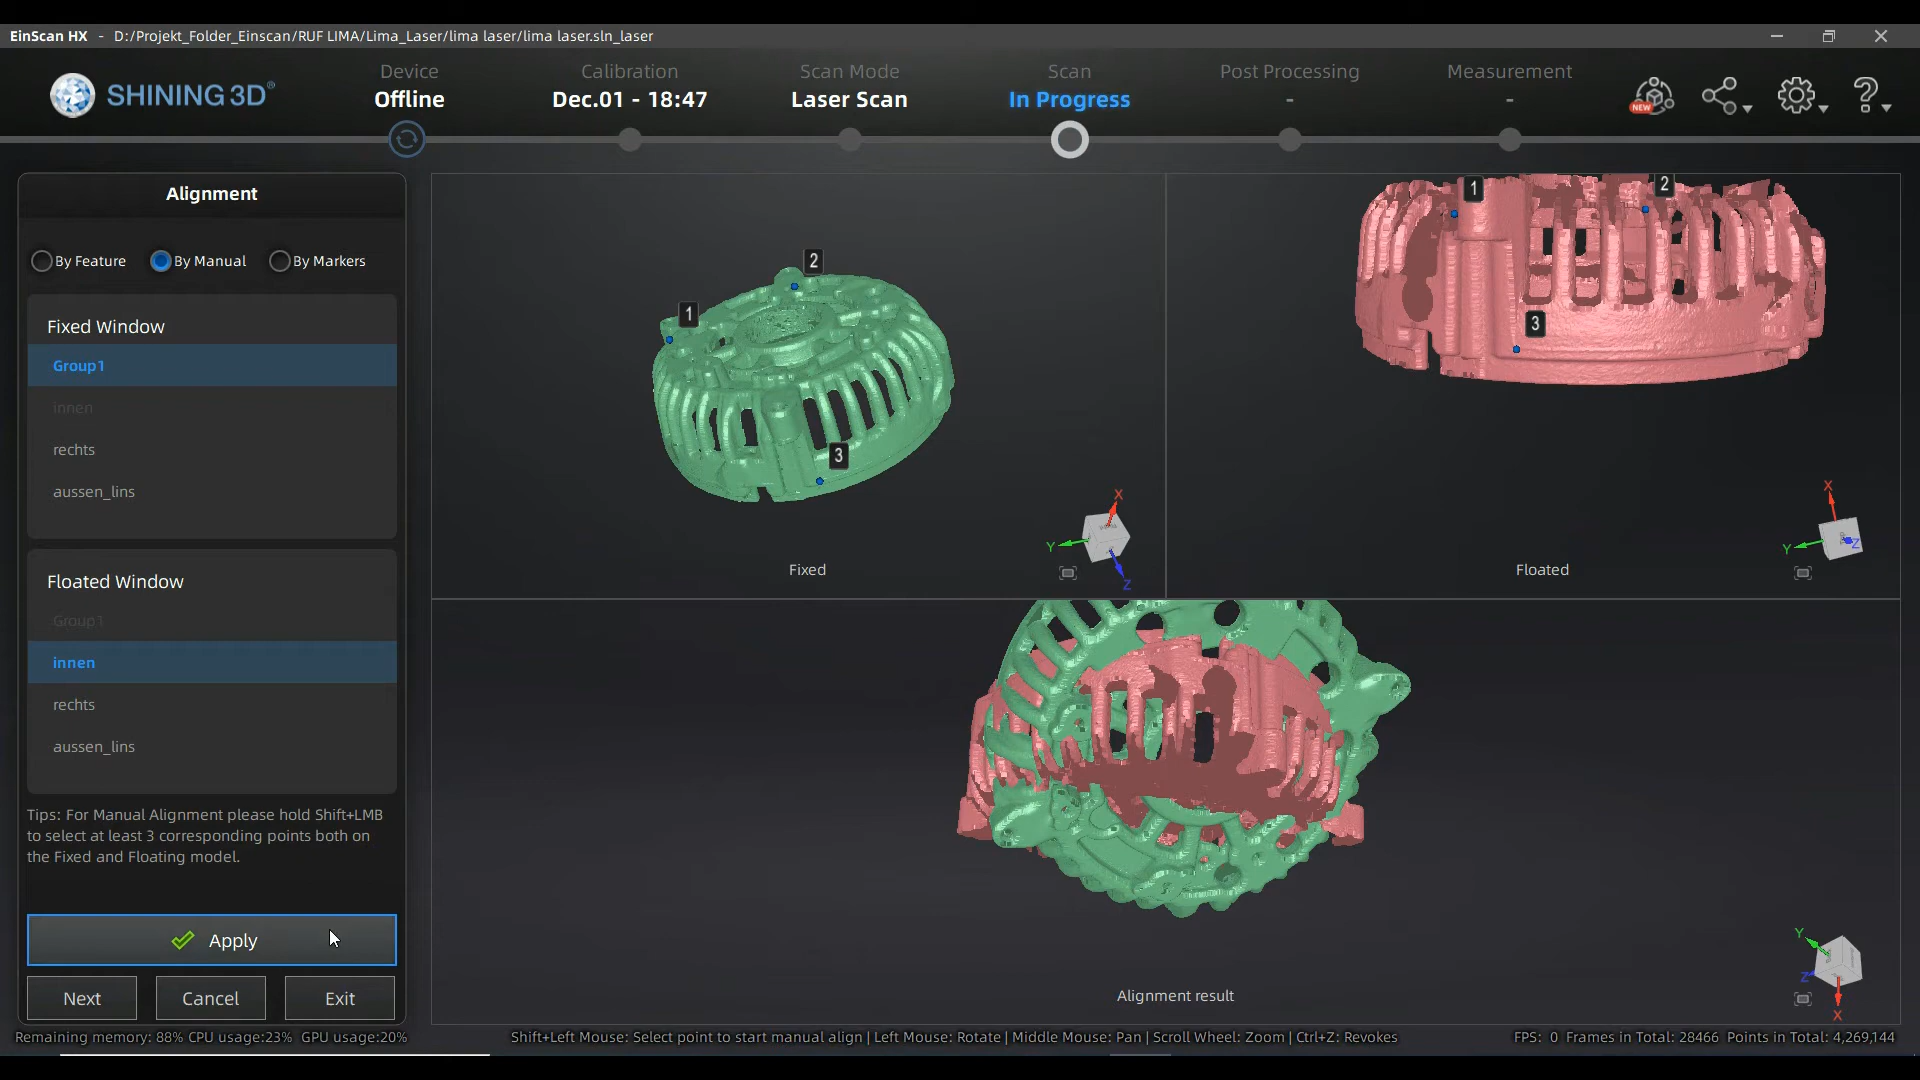 EinScan HX - D:/Projekt_Folder_Einscan/RUF LIMA/Lima_Laser/lima laser/lima laser.sln_laser
SHINING 3D®
Device
Offline
Calibration
Dec.01 - 18:47
Scan Mode
Laser Scan
Scan
In Progress
Post Processing
-
Measurement
-
NEW
?
Alignment
By Feature
By Manual
By Markers
Fixed Window
Group1
innen
rechts
aussen_lins
Floated Window
Group1
innen
rechts
aussen_lins
Tips: For Manual Alignment please hold Shift+LMB
to select at least 3 corresponding points both on
the Fixed and Floating model.
Apply
Next
Cancel
Exit
1
2
3
X
Y
Z
Fixed
1
2
3
X
Y
Z
Floated
Y
Z
X
Alignment result
Remaining memory: 88% CPU usage:23% GPU usage:20%
Shift+Left Mouse: Select point to start manual align | Left Mouse: Rotate | Middle Mouse: Pan | Scroll Wheel: Zoom | Ctrl+Z: Revokes
FPS: 0 Frames in Total: 28466 Points in Total: 4,269,144